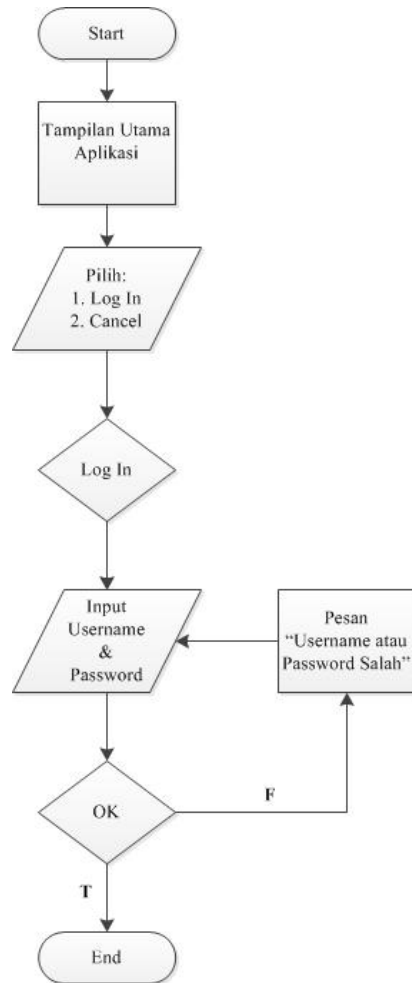 Start
Tampilan Utama
Aplikasi
Pilih:
1. Log In
2. Cancel
Log In
Input
Username
&
Password
Pesan
“Username atau
Password Salah”
OK
F
T
End